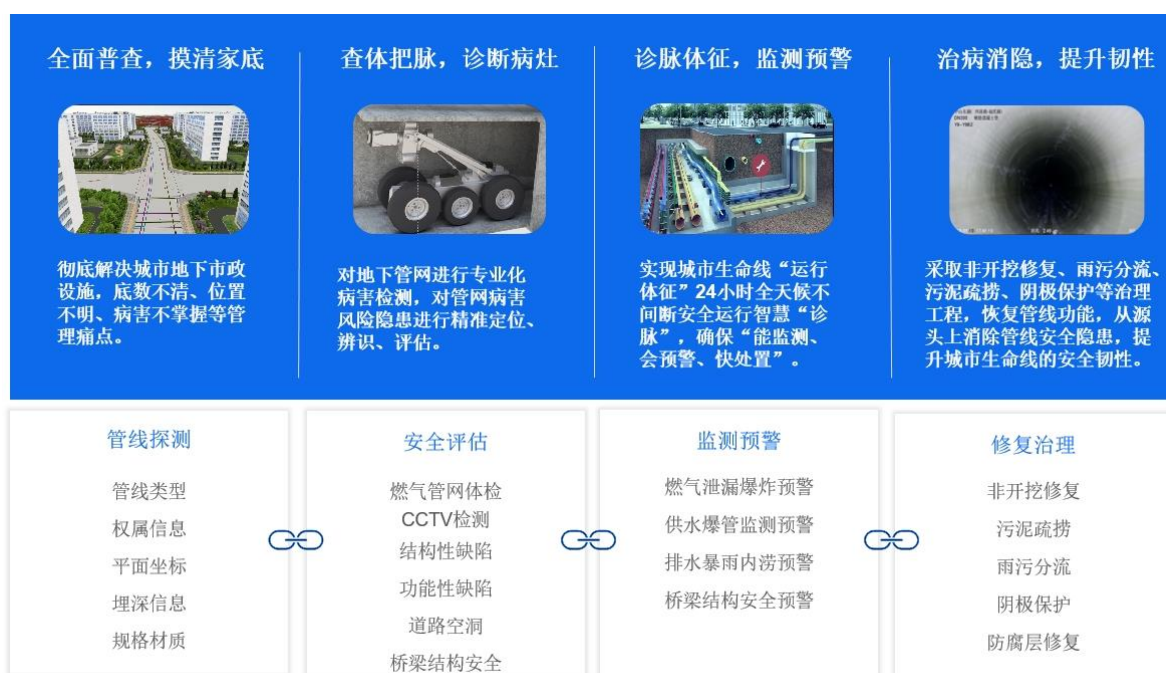 全面普查，摸清家底
彻底解决城市地下市政
设施，底数不清、位置
不明、病害不掌握等管
理痛点。
查体把脉，诊断病灶
对地下管网进行专业化
病害检测，对管网病害
风险隐患进行精准定位、
辨识、评估。
诊脉体征，监测预警
实现城市生命线“运行
体征”24小时全天候不
间断安全运行智慧“诊
脉”，确保“能监测、
会预警、快处置”。
治病消隐，提升韧性
采取非开挖修复、雨污分流、
污泥疏捞、阴极保护等治理
工程，恢复管线功能，从源
头上消除管线安全隐患，提
升城市生命线的安全韧性。
管线探测
管线类型
权属信息
平面坐标
埋深信息
规格材质
安全评估
燃气管网体检
CCTV检测
结构性缺陷
功能性缺陷
道路空洞
桥梁结构安全
监测预警
燃气泄漏爆炸预警
供水爆管监测预警
排水暴雨内涝预警
桥梁结构安全预警
修复治理
非开挖修复
污泥疏捞
雨污分流
阴极保护
防腐层修复